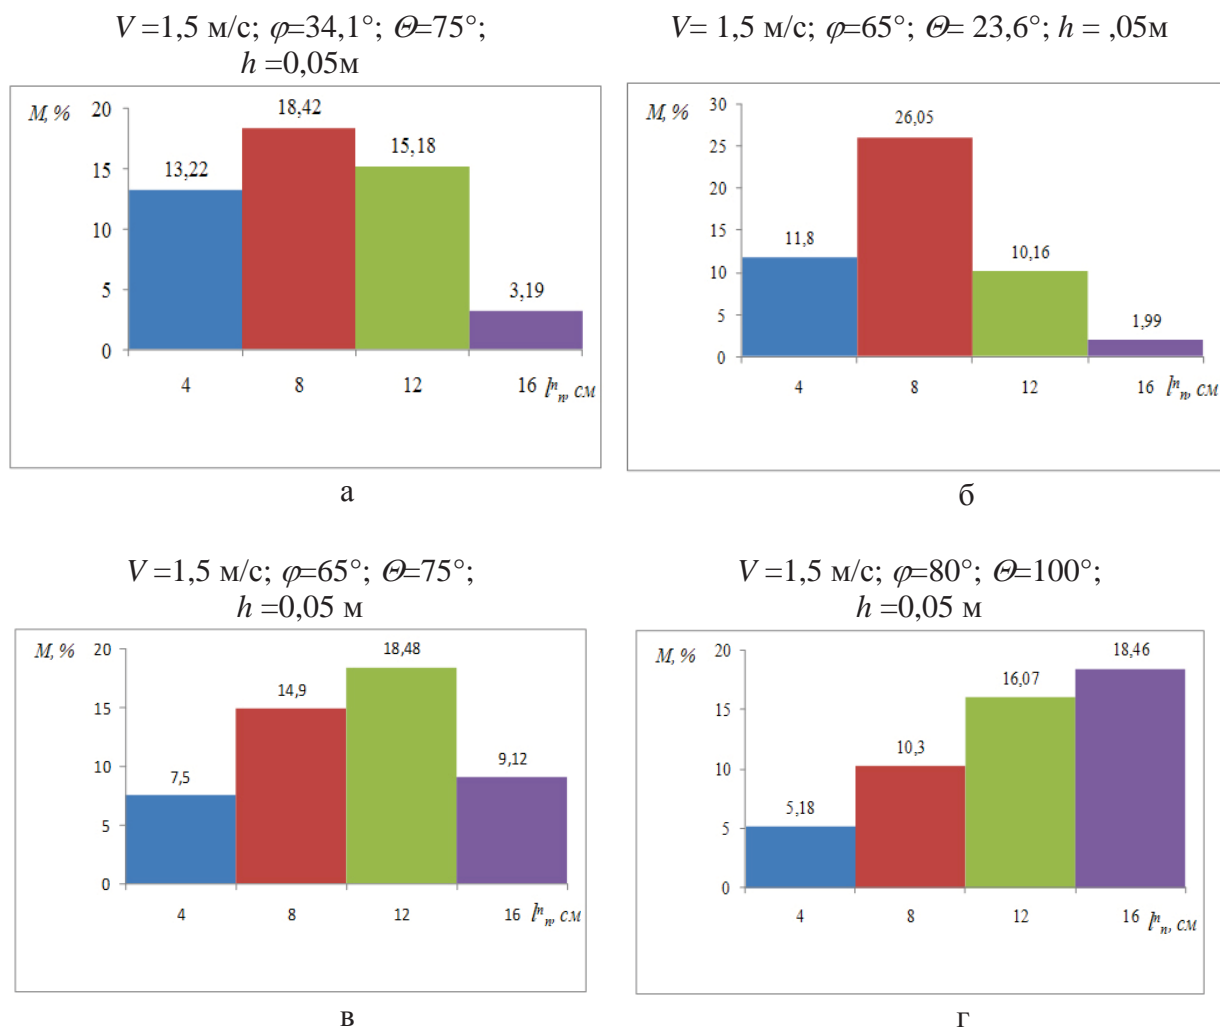 V =1,5 м/с; φ=34,1°; Θ=75°;
h =0,05м
M, %
20
15
10
5
0
13,22
18,42
15,18
3,19
4 8 12 16 lⁿₙ, см
а
V= 1,5 м/с; φ=65°; Θ= 23,6°; h = ,05м
M, %
30
25
20
15
10
5
0
11,8
26,05
10,16
1,99
4 8 12 16 lⁿₙ, см
б
V =1,5 м/с; φ=65°; Θ=75°;
h =0,05 м
M, %
20
15
10
5
0
7,5
14,9
18,48
9,12
4 8 12 16 lⁿₙ, см
в
V =1,5 м/с; φ=80°; Θ=100°;
h =0,05 м
M, %
20
15
10
5
0
5,18
10,3
16,07
18,46
4 8 12 16 lⁿₙ, см
г